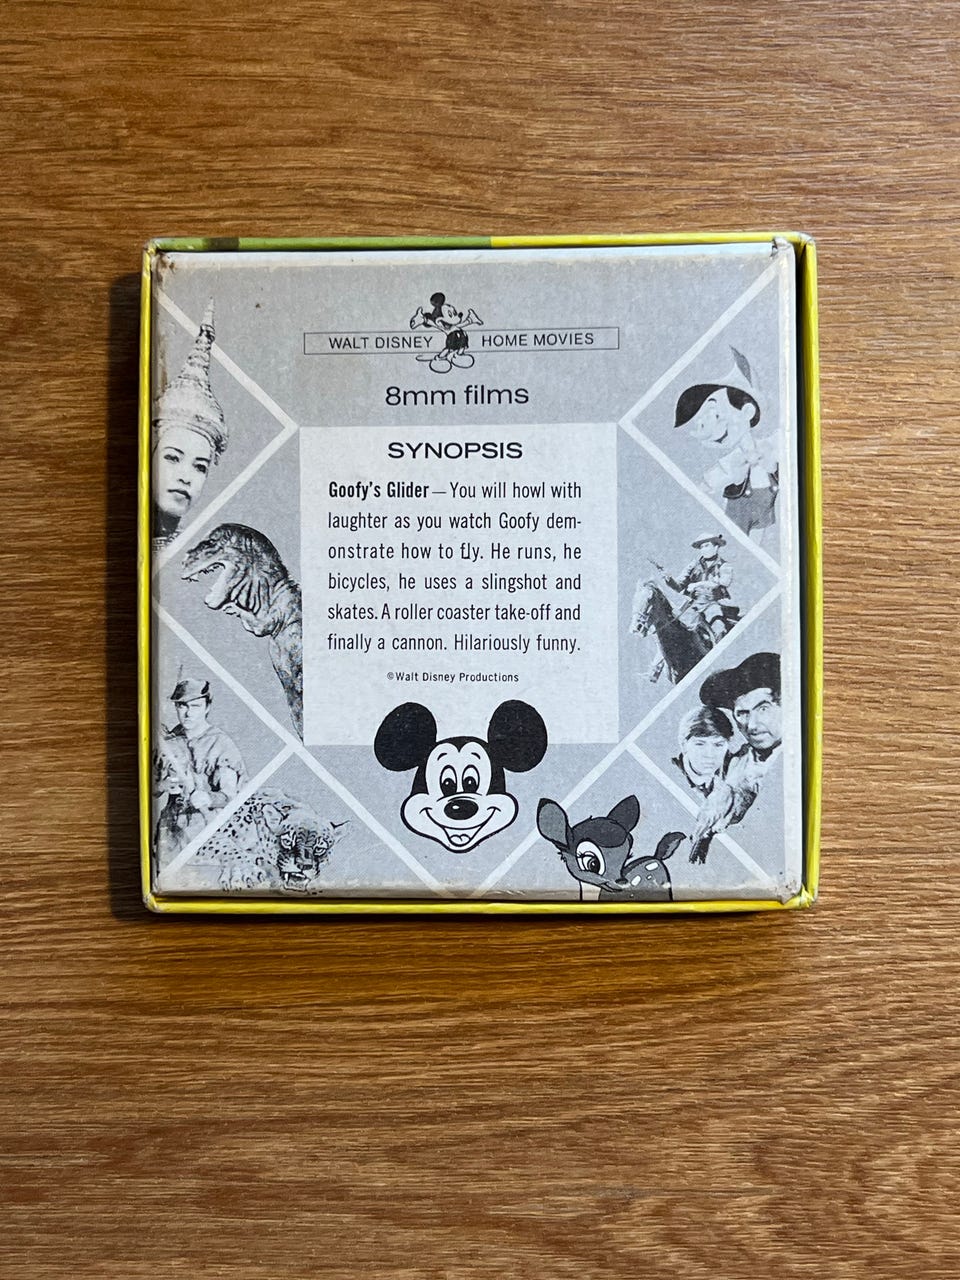 WALT DISNEY HOME MOVIES
8mm films
SYNOPSIS
Goofy's Glider — You will howl with
laughter as you watch Goofy dem-
onstrate how to fly. He runs, he
bicycles, he uses a slingshot and
skates. A roller coaster take-off and
finally a cannon. Hilariously funny.
©Walt Disney Productions